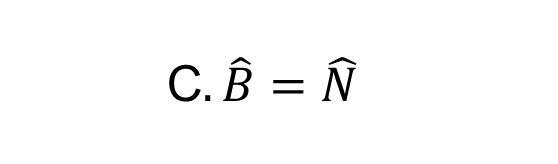 C. B̂ = N̂